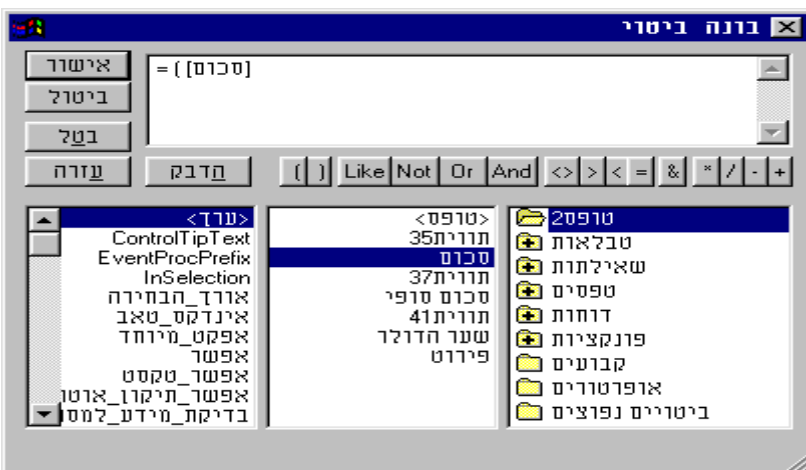 בונה ביטוי
= ( [סכום]
אישור
ביטול
בטל
עזרה
הדבק
( ) Like Not Or And <> > < = & * / - +
טופס2
טבלאות
שאילתות
טפסים
דוחות
פונקציות
קבועים
אופרטורים
ביטויים נפוצים
<טופס>
תווית35
סכום
תווית37
סכום סופי
תווית41
שער הדולר
פירוט
<ערך>
ControlTipText
EventProcPrefix
InSelection
אורך_הבחירה
אינדקס_טאב
אפקט_מיוחד
אפשר
אפשר_טקסט
אפשר_תיקון_אוטו
בדיקת_מידע_למסנ